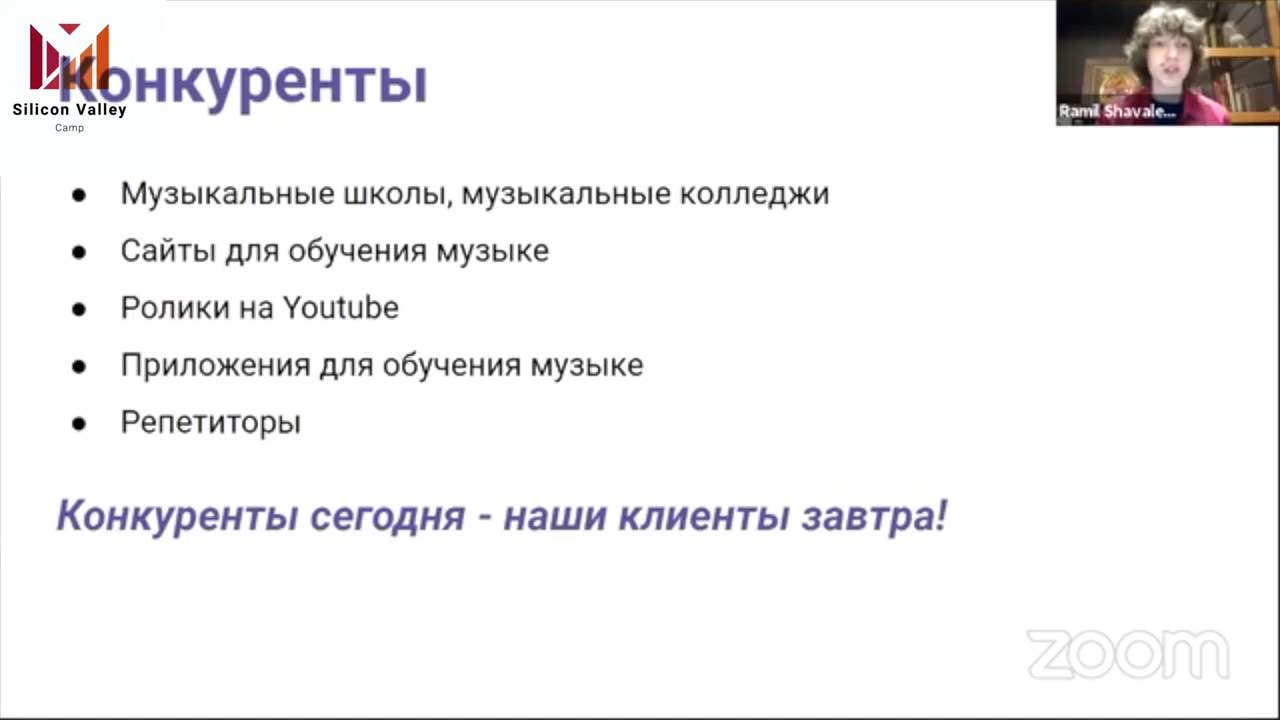 Конкуренты
Silicon Valley
Camp
Ramil Shavale...
● Музыкальные школы, музыкальные колледжи
● Сайты для обучения музыке
● Ролики на Youtube
● Приложения для обучения музыке
● Репетиторы
Конкуренты сегодня - наши клиенты завтра!
zoom